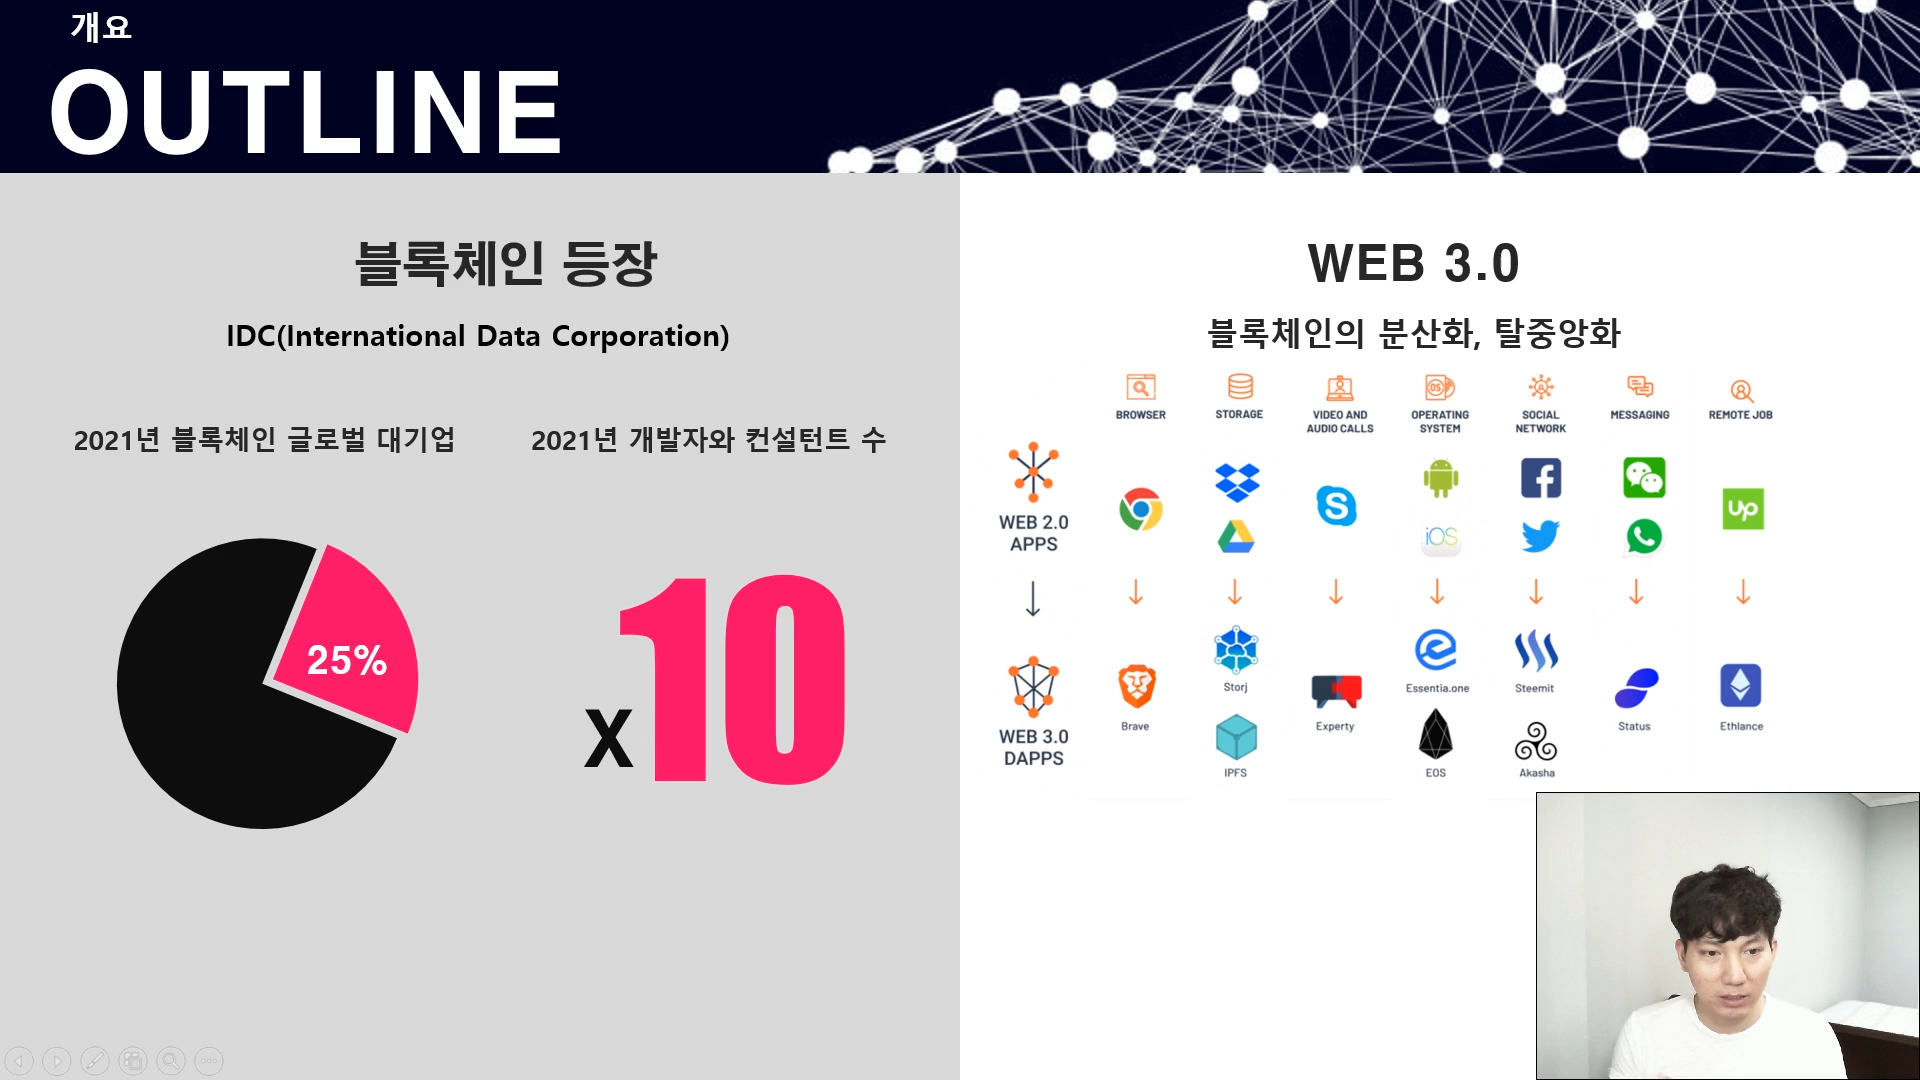 개요
OUTLINE
블록체인 등장
IDC(International Data Corporation)
2021년 블록체인 글로벌 대기업
2021년 개발자와 컨설턴트 수
25%
x10
WEB 3.0
블록체인의 분산화, 탈중앙화
BROWSER
STORAGE
VIDEO AND
AUDIO CALLS
OS
OPERATING
SYSTEM
SOCIAL
NETWORK
MESSAGING
REMOTE JOB
WEB 2.0
APPS
S
iOS
f
Up
WEB 3.0
DAPPS
Brave
Storj
IPFS
Experty
Essentia.one
EOS
Steemit
Akasha
Status
Ethlance